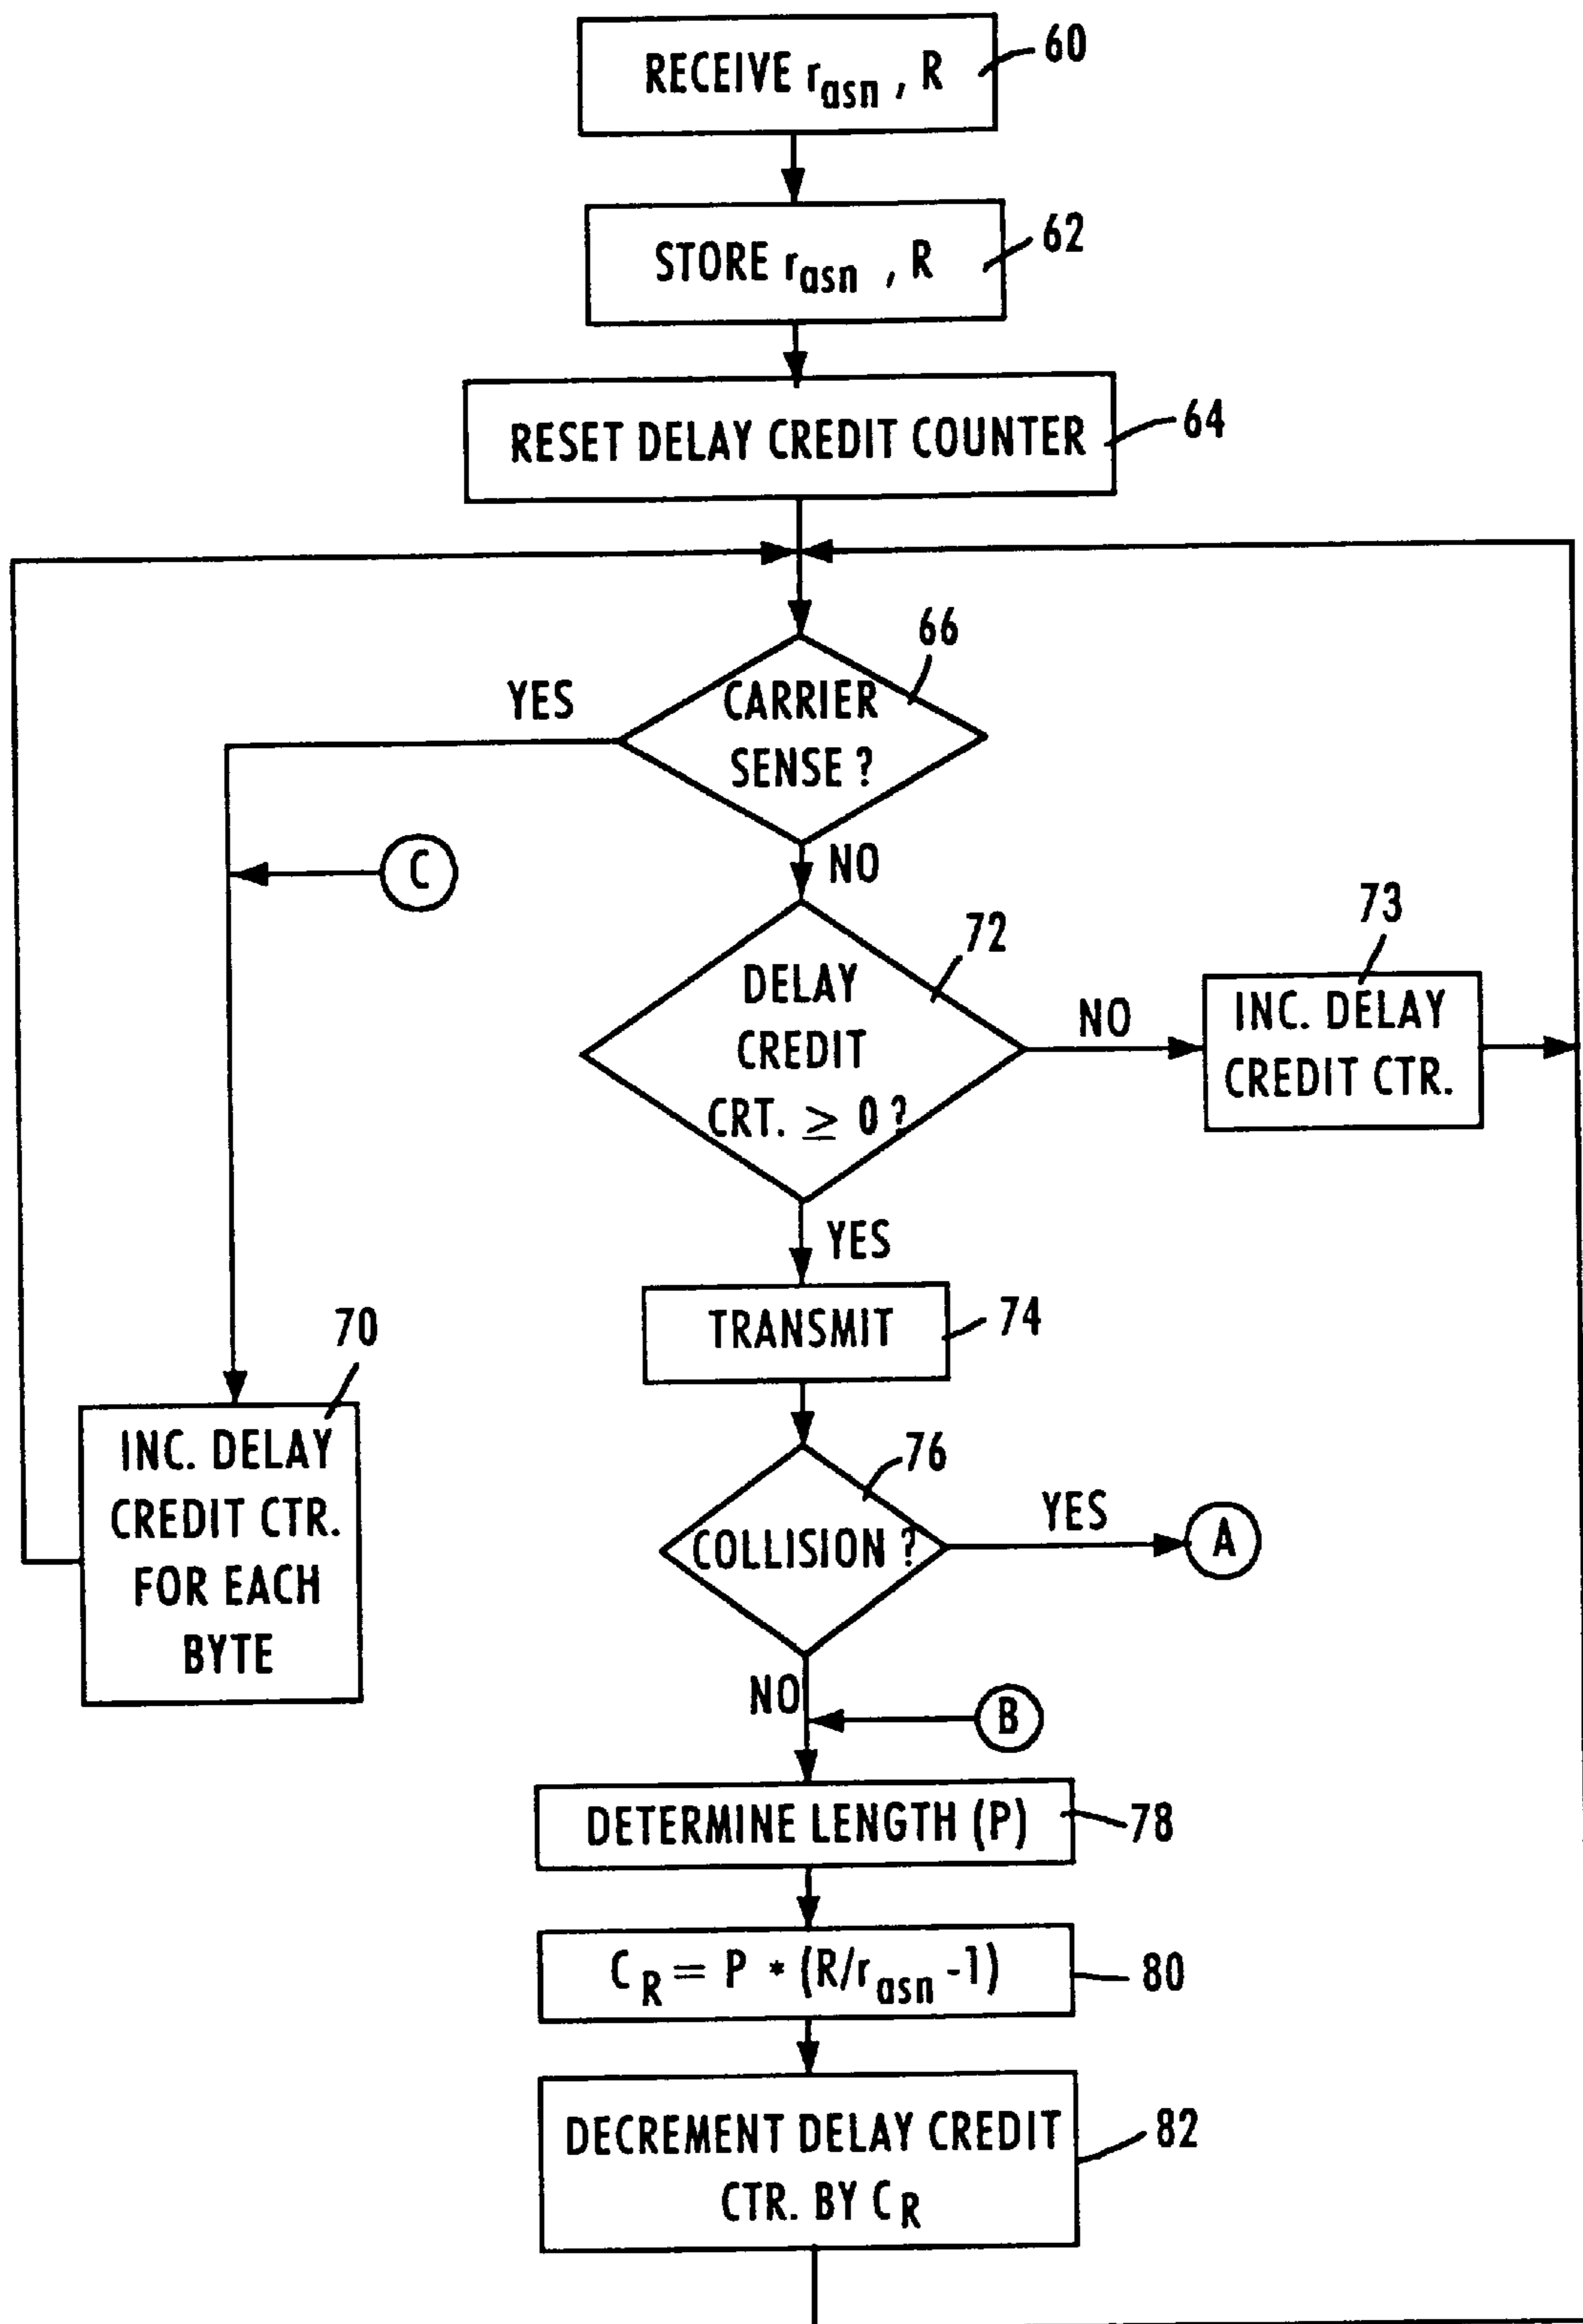 RECEIVE r_asn , R
60
STORE r_asn , R
62
RESET DELAY CREDIT COUNTER
64
66
YES
CARRIER
SENSE ?
C
NO
72
73
DELAY
CREDIT
CRT. ≥ 0 ?
NO
INC. DELAY
CREDIT CTR.
YES
TRANSMIT
74
70
INC. DELAY
CREDIT CTR.
FOR EACH
BYTE
76
COLLISION ?
YES
A
NO
B
DETERMINE LENGTH (P)
78
C_R = P * (R/r_asn -1)
80
DECREMENT DELAY CREDIT
CTR. BY C_R
82